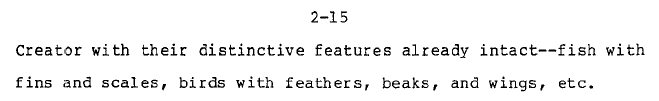 2-15
Creator with their distinctive features already intact--fish with
fins and scales, birds with feathers, beaks, and wings, etc.